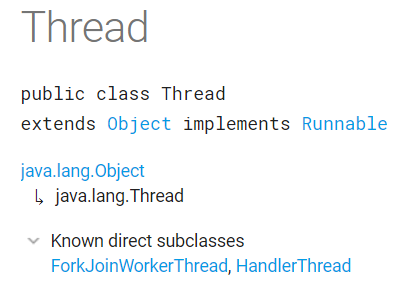 Thread
public class Thread
extends Object implements Runnable
java.lang.Object
↳ java.lang.Thread
Known direct subclasses
ForkJoinWorkerThread, HandlerThread